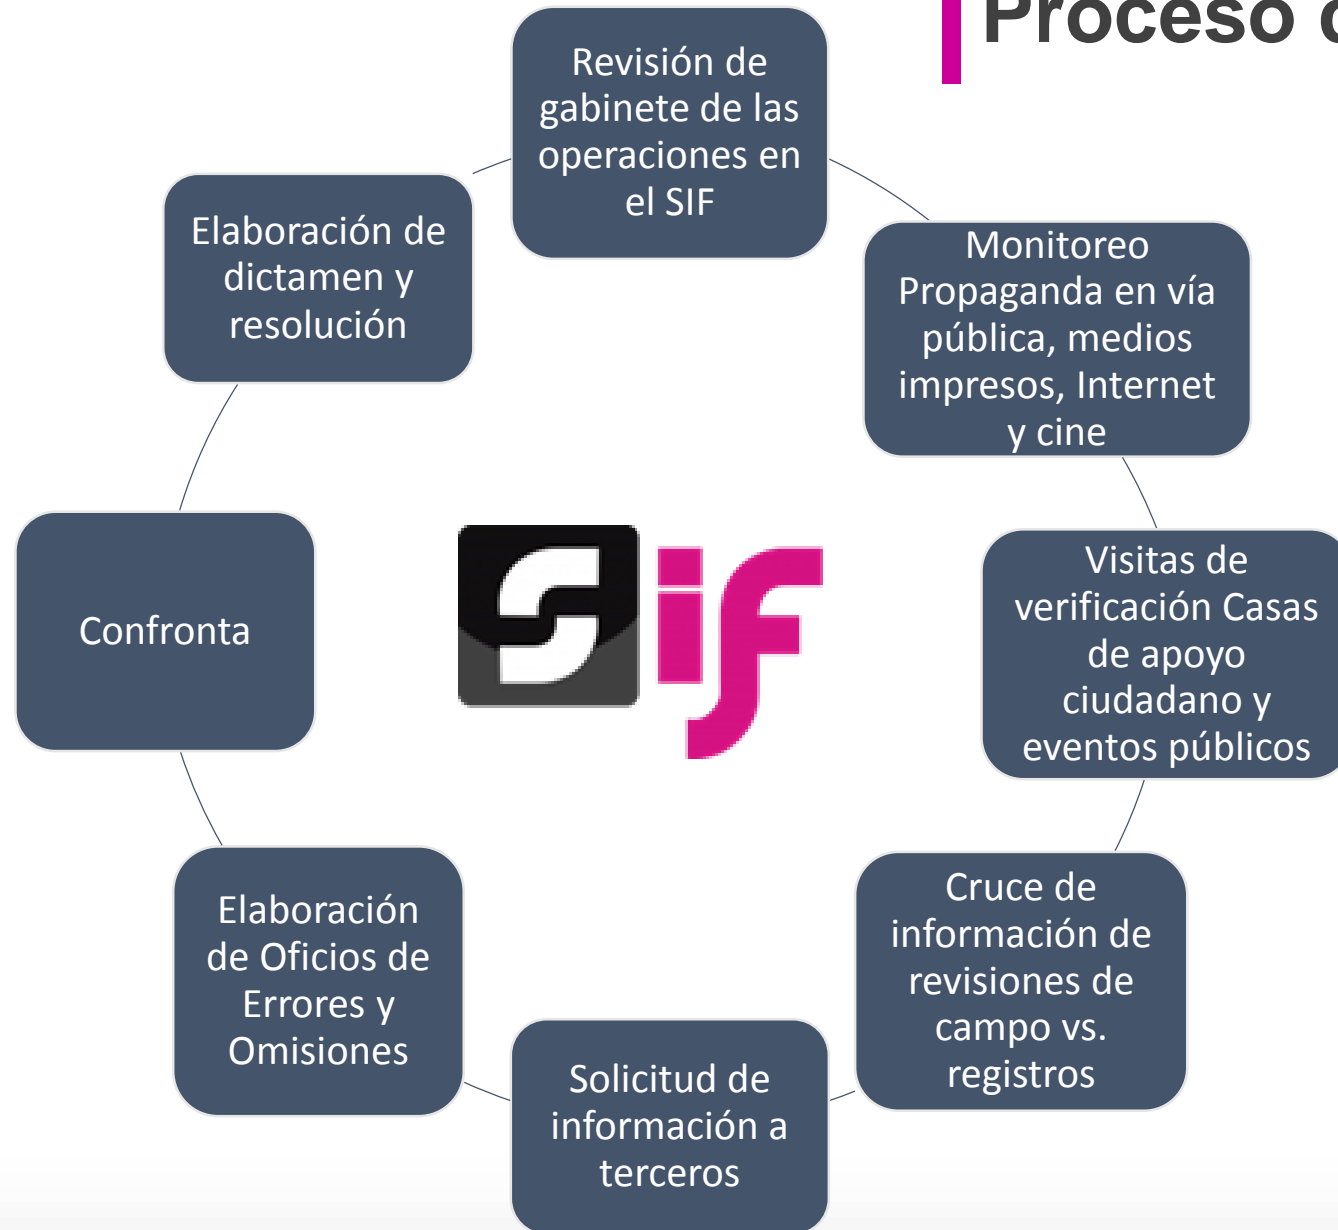 Proceso
Revisión de
gabinete de las
operaciones en
el SIF
Monitoreo
Propaganda en vía
pública, medios
impresos, Internet
y cine
Visitas de
verificación Casas
de apoyo
ciudadano y
eventos públicos
Cruce de
información de
revisiones de
campo vs.
registros
Solicitud de
información a
terceros
Elaboración
de Oficios de
Errores y
Omisiones
Confronta
Elaboración de
dictamen y
resolución
Sif